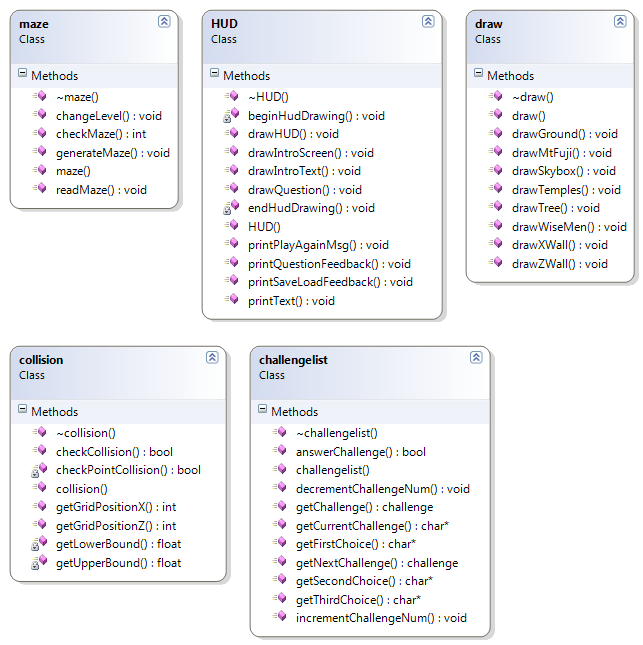 maze
Class
Methods
~maze()
changeLevel() : void
checkMaze() : int
generateMaze() : void
maze()
readMaze() : void
HUD
Class
Methods
~HUD()
beginHudDrawing() : void
drawHUD() : void
drawIntroScreen() : void
drawIntroText() : void
drawQuestion() : void
endHudDrawing() : void
HUD()
printPlayAgainMsg() : void
printQuestionFeedback() : void
printSaveLoadFeedback() : void
printText() : void
draw
Class
Methods
~draw()
draw()
drawGround() : void
drawMtFuji() : void
drawSkybox() : void
drawTemples() : void
drawTree() : void
drawWiseMen() : void
drawXWall() : void
drawZWall() : void
collision
Class
Methods
~collision()
checkCollision() : bool
checkPointCollision() : bool
collision()
getGridPositionX() : int
getGridPositionZ() : int
getLowerBound() : float
getUpperBound() : float
challengelist
Class
Methods
~challengelist()
answerChallenge() : bool
challengelist()
decrementChallengeNum() : void
getChallenge() : challenge
getCurrentChallenge() : char*
getFirstChoice() : char*
getNextChallenge() : challenge
getSecondChoice() : char*
getThirdChoice() : char*
incrementChallengeNum() : void